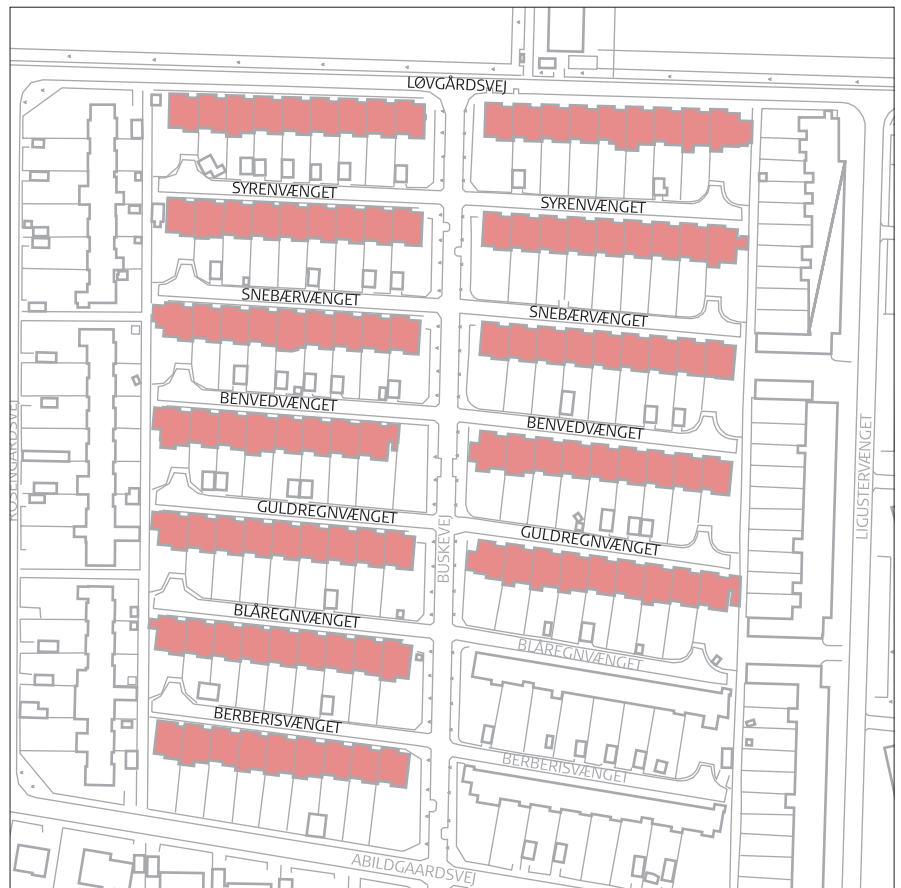 LØVGÅRDSVEJ
SYRENVÆNGET
SYRENVÆNGET
SNEBÆRVÆNGET
SNEBÆRVÆNGET
BENVEDVÆNGET
BENVEDVÆNGET
ROSENGÅRDSVEJ
LIGUSTERVÆNGET
GULDREGNVÆNGET
GULDREGNVÆNGET
BUSKEVEJ
BLÅREGNVÆNGET
BLÅREGNVÆNGET
BERBERISVÆNGET
BERBERISVÆNGET
ABILDGAARDSVEJ